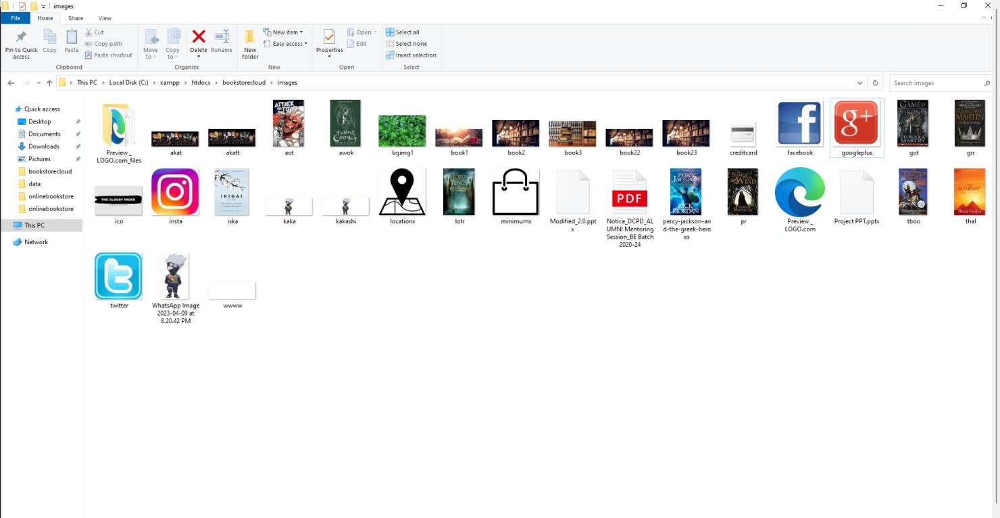 images
File Home Share View
Pin to Quick access
Copy
Paste
Cut
Copy path
Paste shortcut
Clipboard
Move to
Copy to
Delete
Rename
Organize
New folder
New item
Easy access
New
Properties
Open
Edit
Open
Select all
Select none
Invert selection
Select
This PC > Local Disk (C:) > xampp > htdocs > bookstorecloud > images
Search images
Quick access
Desktop
Documents
Downloads
Pictures
bookstorecloud
data
onlinebookstore
onlinebookstore
This PC
Network
ATTACK ON TITAN
f
g+
GAME OF THRONES
GEORGE R.R. MARTIN
GEORGE R.R. MARTIN
Preview _
LOGO.com_files
akat
akatt
aot
awok
bgimg1
book1
book2
book3
book22
book23
creditcard
facebook
googleplus
got
grr
THE CLOUDY PAGES
IKIGAI
THE LORD OF THE RINGS
PDF
PERCY JACKSON
RICK RIORDAN
THE NAME OF THE WIND
THE ALCHEMIST
ico
insta
iska
kaka
kakashi
locationx
lotr
minimumx
Modified_2.0.ppt
x
Notice_DCPD_AL
UMNI Mentoring
Session_BE Batch
2020-24
percy-jackson-an
d-the-greek-hero
es
pr
Preview _
LOGO.com
Project PPT.pptx
tboo
thal
t
twitter
WhatsApp Image
2023-04-09 at
8.20.42 PM
wwww